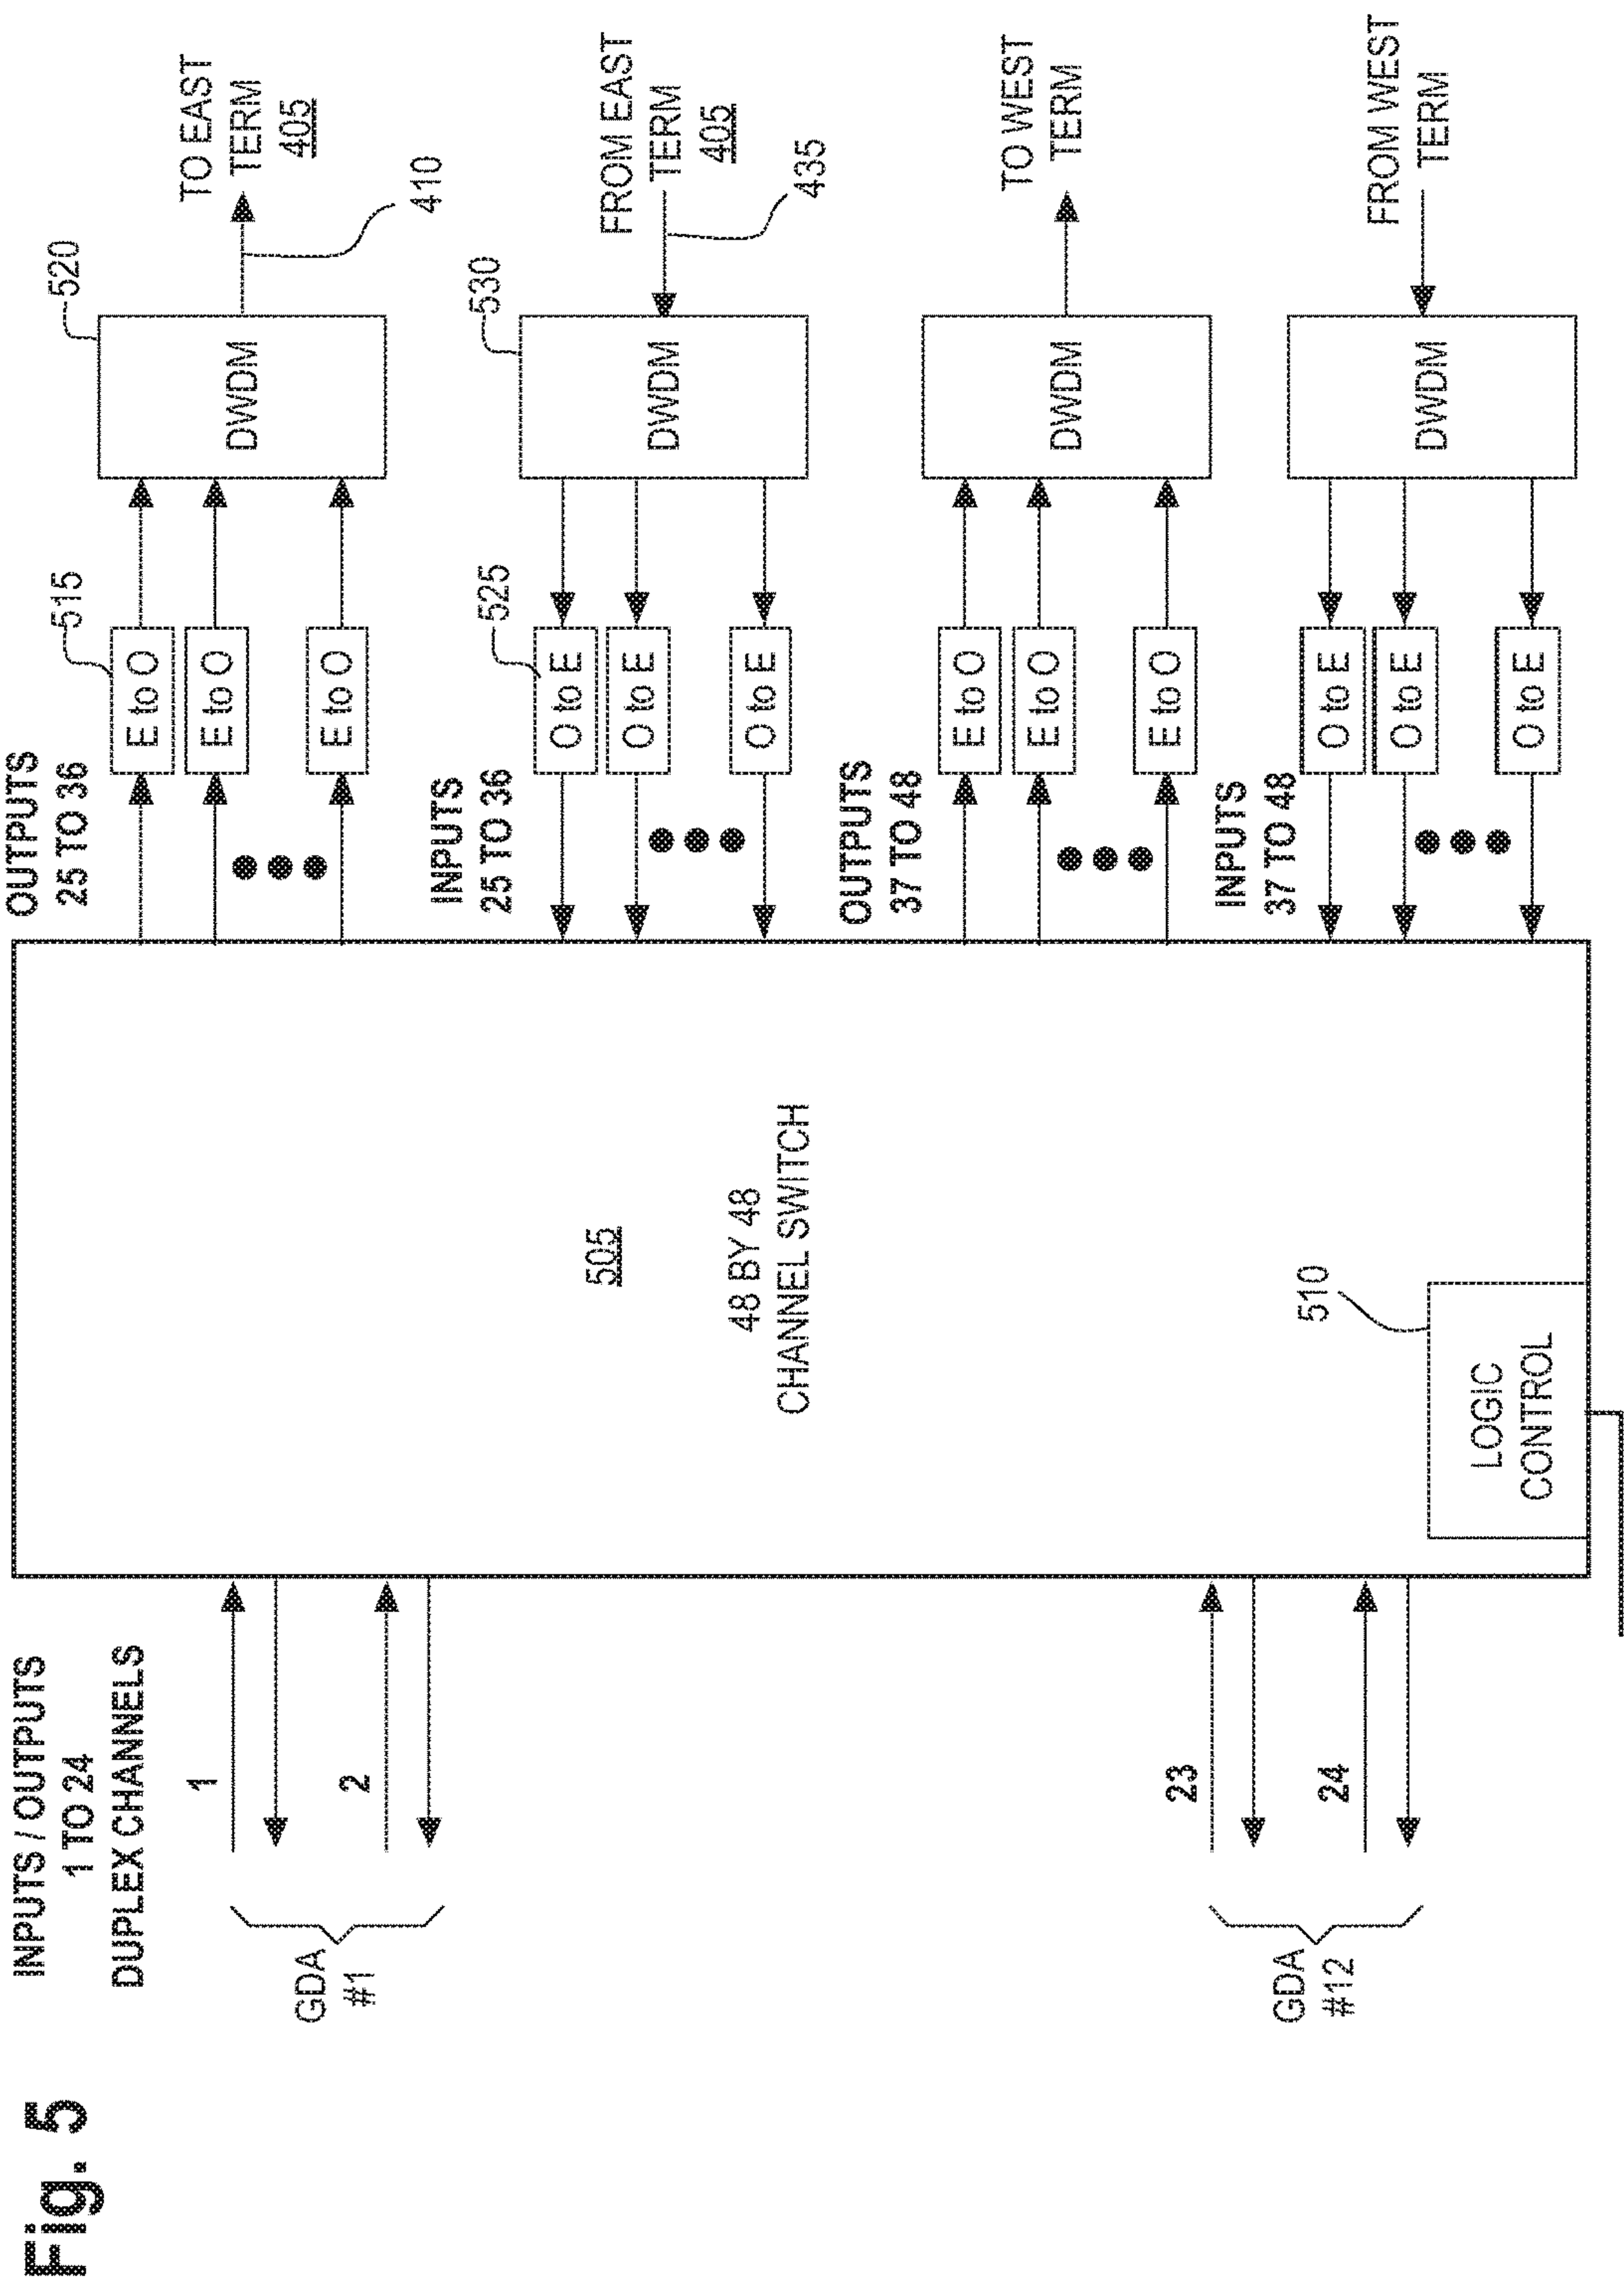 Fig. 5
INPUTS / OUTPUTS
1 TO 24
DUPLEX CHANNELS
1
2
GDA
#1
23
24
GDA
#12
505
48 BY 48
CHANNEL SWITCH
510
LOGIC
CONTROL
OUTPUTS
25 TO 36
515
E to O
E to O
E to O
520
DWDM
TO EAST
TERM
405
410
INPUTS
25 TO 36
525
O to E
O to E
O to E
530
DWDM
FROM EAST
TERM
405
435
OUTPUTS
37 TO 48
E to O
E to O
E to O
DWDM
TO WEST
TERM
INPUTS
37 TO 48
O to E
O to E
O to E
DWDM
FROM WEST
TERM